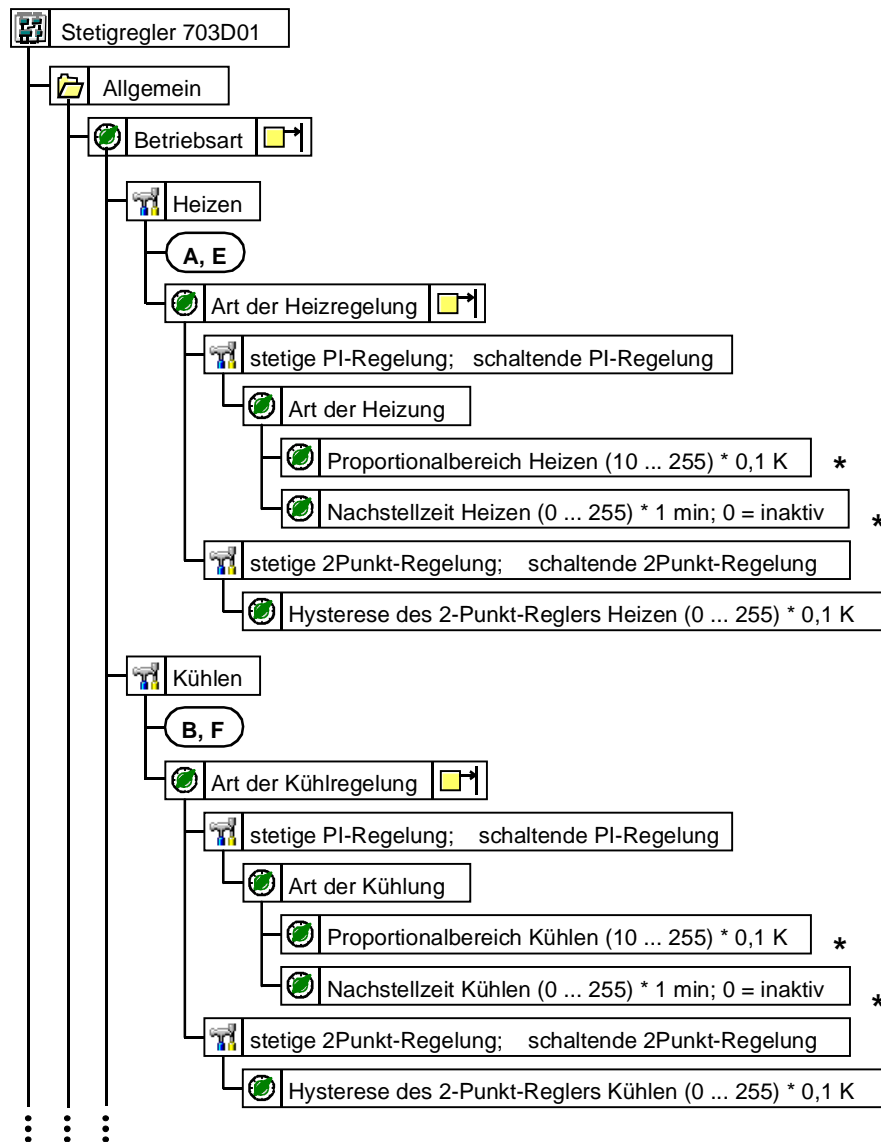 Stetigregler 703D01
Allgemein
Betriebsart
Heizen
A, E
Art der Heizregelung
stetige PI-Regelung; schaltende PI-Regelung
Art der Heizung
Proportionalbereich Heizen (10 ... 255) * 0,1 K *
Nachstellzeit Heizen (0 ... 255) * 1 min; 0 = inaktiv *
stetige 2Punkt-Regelung; schaltende 2Punkt-Regelung
Hysterese des 2-Punkt-Reglers Heizen (0 ... 255) * 0,1 K
Kühlen
B, F
Art der Kühlregelung
stetige PI-Regelung; schaltende PI-Regelung
Art der Kühlung
Proportionalbereich Kühlen (10 ... 255) * 0,1 K *
Nachstellzeit Kühlen (0 ... 255) * 1 min; 0 = inaktiv *
stetige 2Punkt-Regelung; schaltende 2Punkt-Regelung
Hysterese des 2-Punkt-Reglers Kühlen (0 ... 255) * 0,1 K